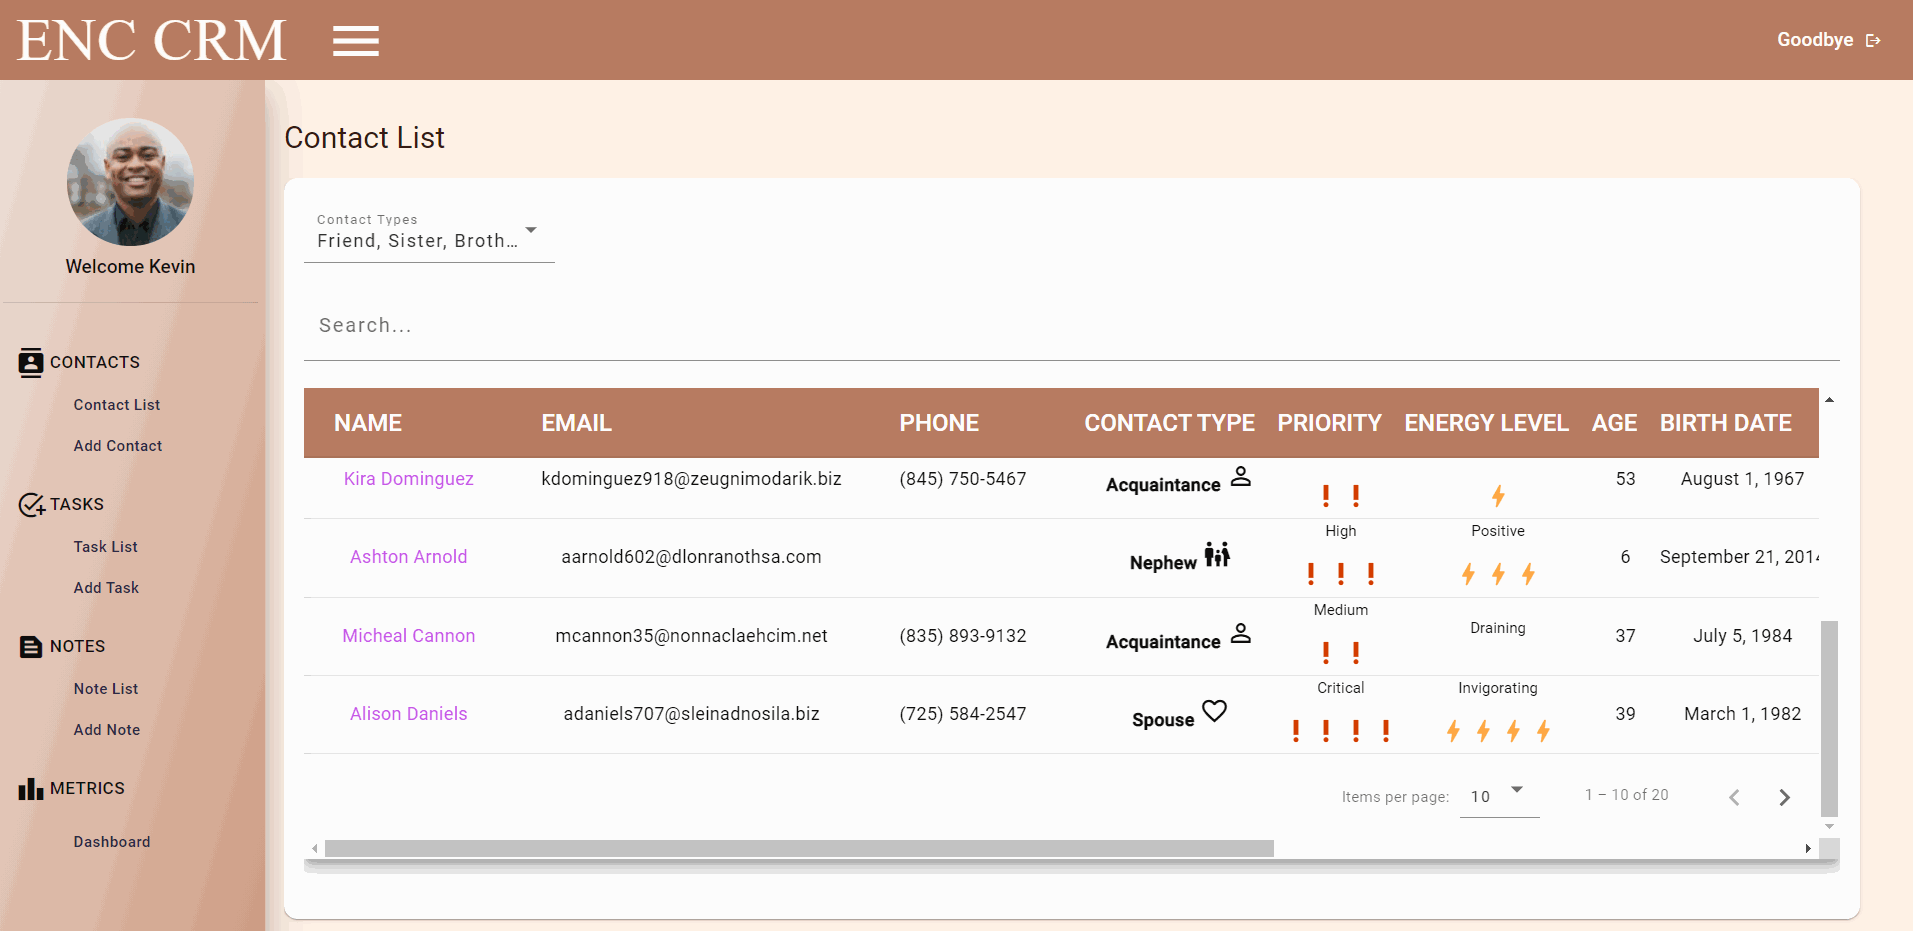 ENC CRM
Goodbye
Welcome Kevin
CONTACTS
Contact List
Add Contact
TASKS
Task List
Add Task
NOTES
Note List
Add Note
METRICS
Dashboard
Contact List
Contact Types
Friend, Sister, Broth...
Search...
NAME EMAIL PHONE CONTACT TYPE PRIORITY ENERGY LEVEL AGE BIRTH DATE
Kira Dominguez kdominguez918@zeugnimodarik.biz (845) 750-5467 Acquaintance 53 August 1, 1967
High Positive
Ashton Arnold aarnold602@dlonranothsa.com Nephew 6 September 21, 2014
Medium
Micheal Cannon mcannon35@nonnaclaehcim.net (835) 893-9132 Acquaintance Draining 37 July 5, 1984
Critical Invigorating
Alison Daniels adaniels707@sleinadnosila.biz (725) 584-2547 Spouse 39 March 1, 1982
Items per page: 10 1 – 10 of 20